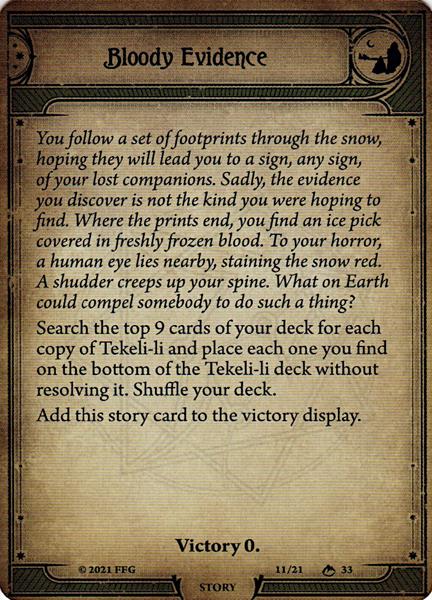 Bloody Evidence
You follow a set of footprints through the snow,
hoping they will lead you to a sign, any sign,
of your lost companions. Sadly, the evidence
you discover is not the kind you were hoping to
find. Where the prints end, you find an ice pick
covered in freshly frozen blood. To your horror,
a human eye lies nearby, staining the snow red.
A shudder creeps up your spine. What on Earth
could compel somebody to do such a thing?
Search the top 9 cards of your deck for each
copy of Tekeli-li and place each one you find
on the bottom of the Tekeli-li deck without
resolving it. Shuffle your deck.
Add this story card to the victory display.
Victory 0.
© 2021 FFG 11/21 33
STORY